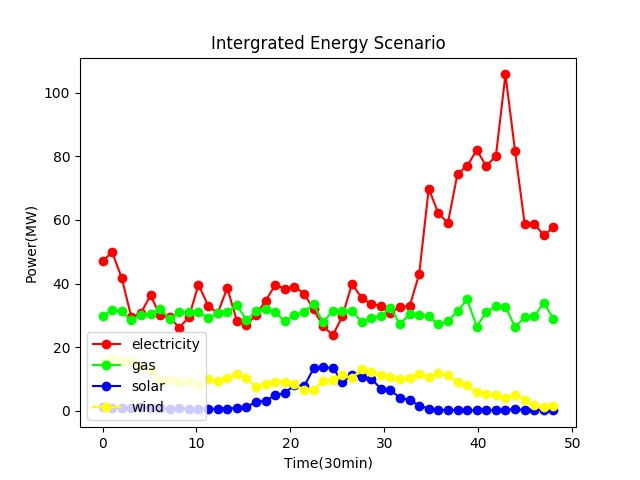 Intergrated Energy Scenario
Power(MW)
100
80
60
40
20
0
electricity
gas
solar
wind
0 10 20 30 40 50
Time(30min)